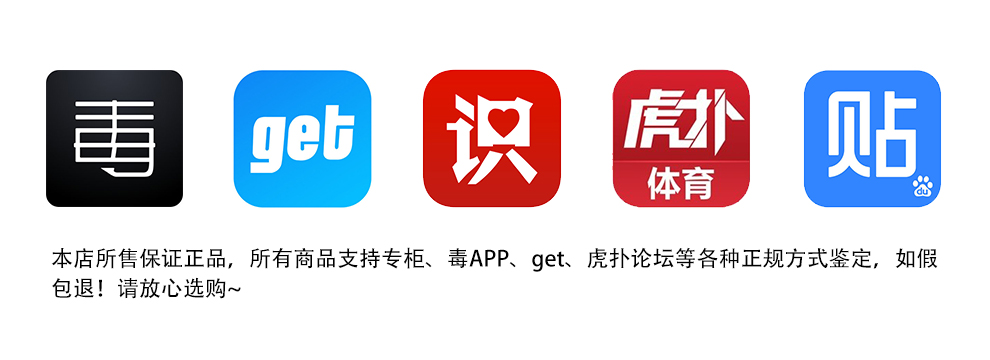 毒
get
识
虎扑
体育
贴
du
本店所售保证正品，所有商品支持专柜、毒APP、get、虎扑论坛等各种正规方式鉴定，如假
包退！请放心选购~